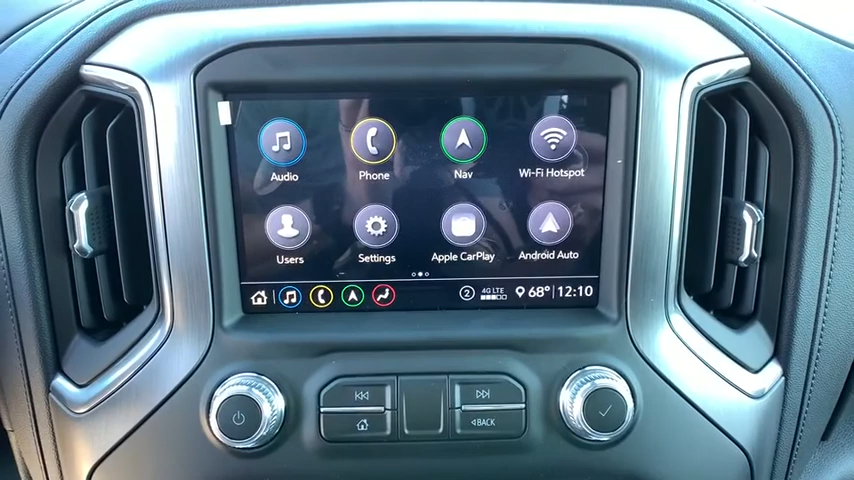 Audio Phone Nav Wi-Fi Hotspot
Users Settings Apple CarPlay Android Auto
2 4G LTE 68° 12:10
BACK